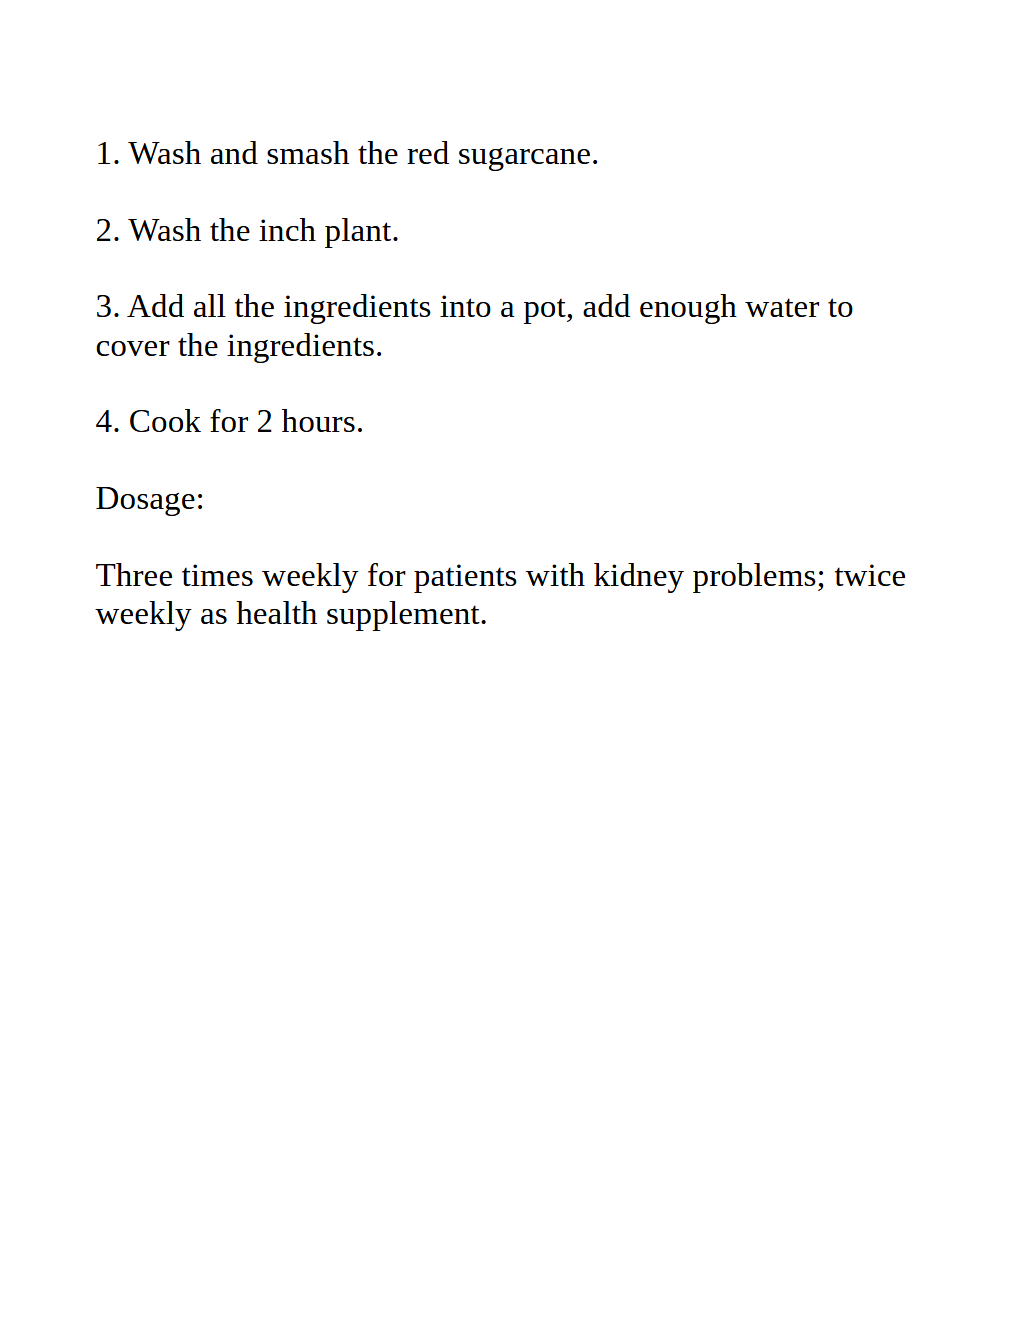 1. Wash and smash the red sugarcane.
2. Wash the inch plant.
3. Add all the ingredients into a pot, add enough water to
cover the ingredients.
4. Cook for 2 hours.
Dosage:
Three times weekly for patients with kidney problems; twice
weekly as health supplement.